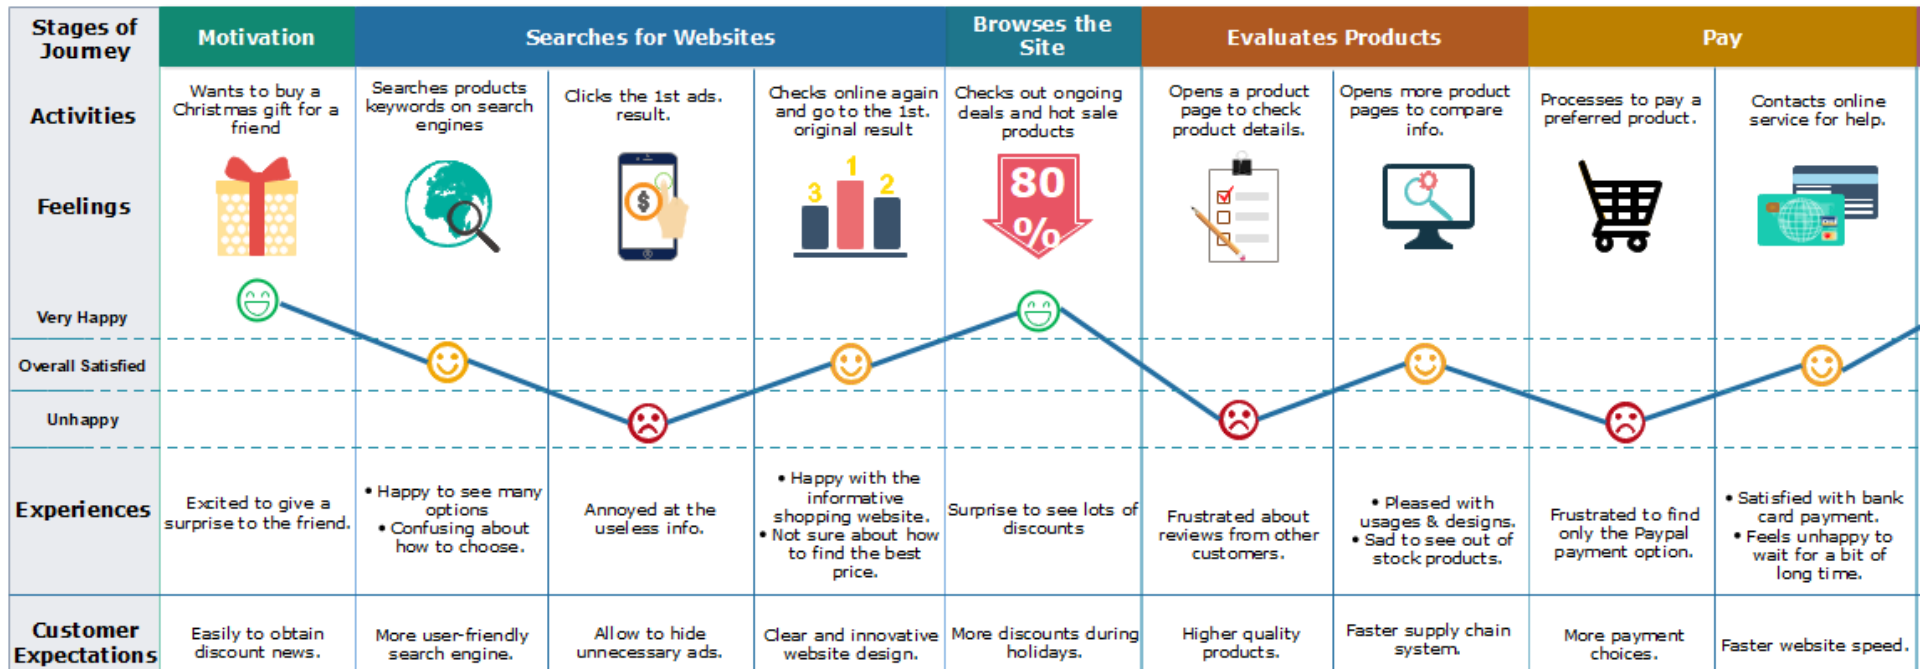 Stages of
Journey
Motivation
Searches for Websites
Browses the
Site
Evaluates Products
Pay
Activities
Wants to buy a
Christmas gift for a
friend
Searches products
keywords on search
engines
Clicks the 1st ads.
result.
Checks online again
and go to the 1st.
original result
Checks out ongoing
deals and hot sale
products
Opens a product
page to check
product details.
Opens more product
pages to compare
info.
Processes to pay a
preferred product.
Contacts online
service for help.
Feelings
$
3
1
2
80
%
Very Happy
Overall Satisfied
Unhappy
Experiences
Excited to give a
surprise to the friend.
• Happy to see many
options
• Confusing about
how to choose.
Annoyed at the
useless info.
• Happy with the
informative
shopping website.
• Not sure about how
to find the best
price.
Surprise to see lots of
discounts
Frustrated about
reviews from other
customers.
• Pleased with
usages & designs.
• Sad to see out of
stock products.
Frustrated to find
only the Paypal
payment option.
• Satisfied with bank
card payment.
• Feels unhappy to
wait for a bit of
long time.
Customer
Expectations
Easily to obtain
discount news.
More user-friendly
search engine.
Allow to hide
unnecessary ads.
Clear and innovative
website design.
More discounts during
holidays.
Higher quality
products.
Faster supply chain
system.
More payment
choices.
Faster website speed.